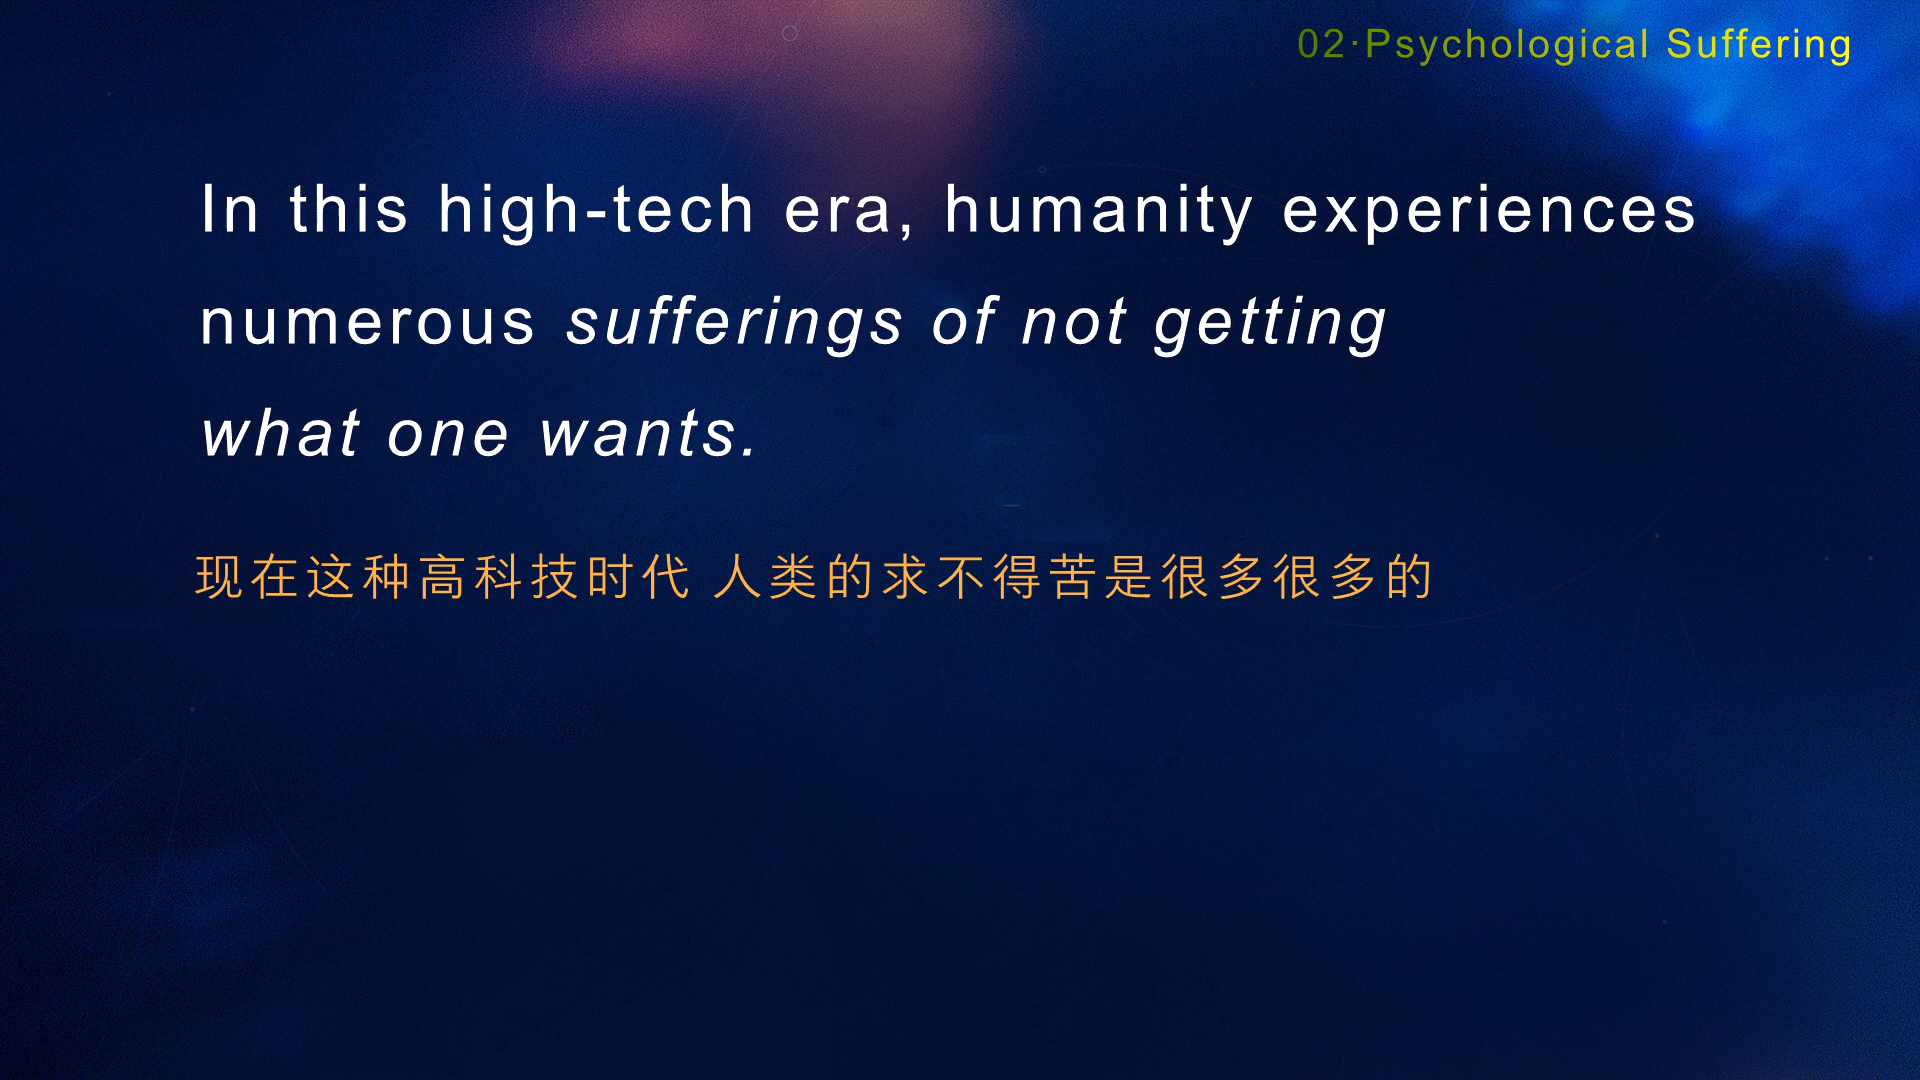 02·Psychological Suffering
In this high-tech era, humanity experiences
numerous sufferings of not getting
what one wants.
现在这种高科技时代 人类的求不得苦是很多很多的